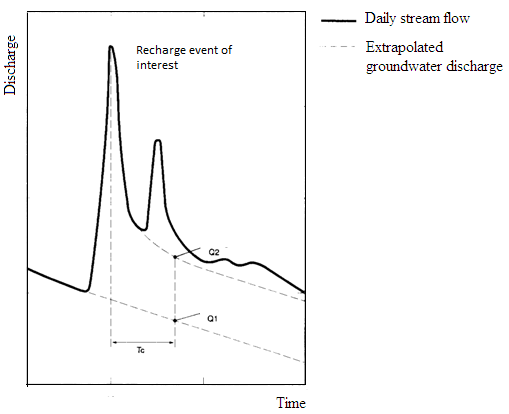 Daily stream flow
Extrapolated
groundwater discharge
Discharge
Recharge event of
interest
Q2
Q1
Tc
Time